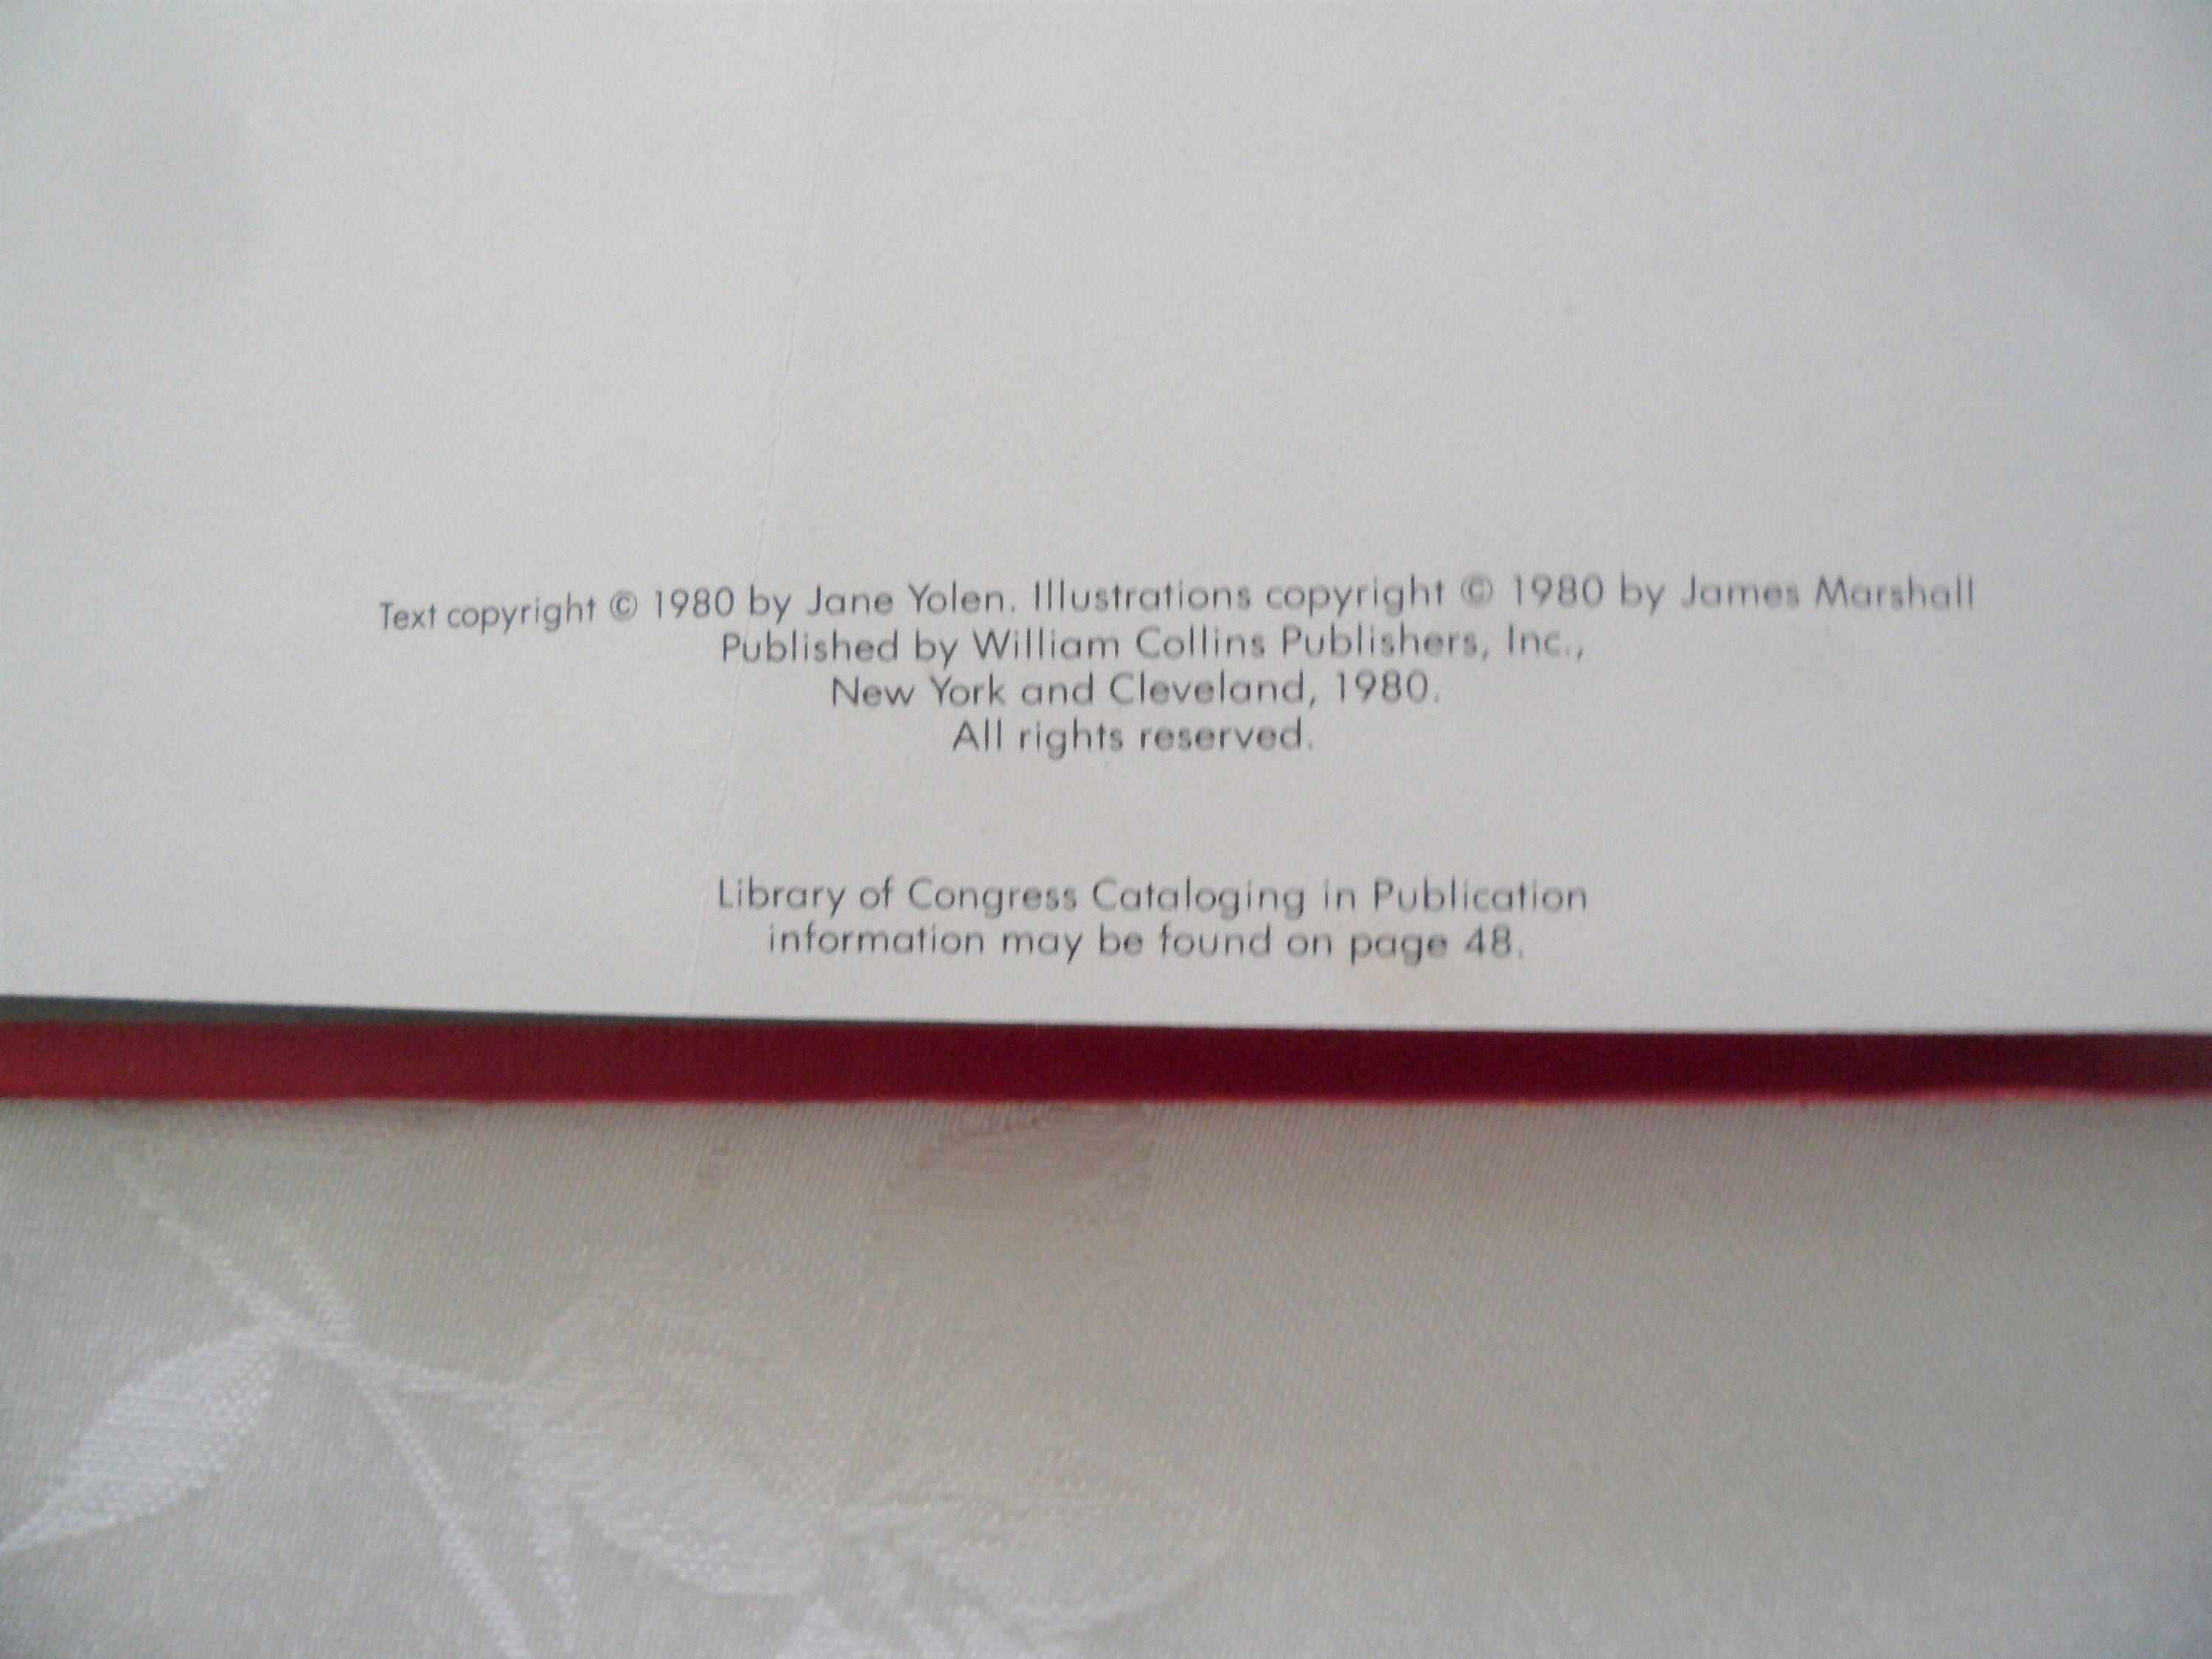 Text copyright © 1980 by Jane Yolen. Illustrations copyright © 1980 by James Marshall
Published by William Collins Publishers, Inc.,
New York and Cleveland, 1980.
All rights reserved.
Library of Congress Cataloging in Publication
information may be found on page 48.